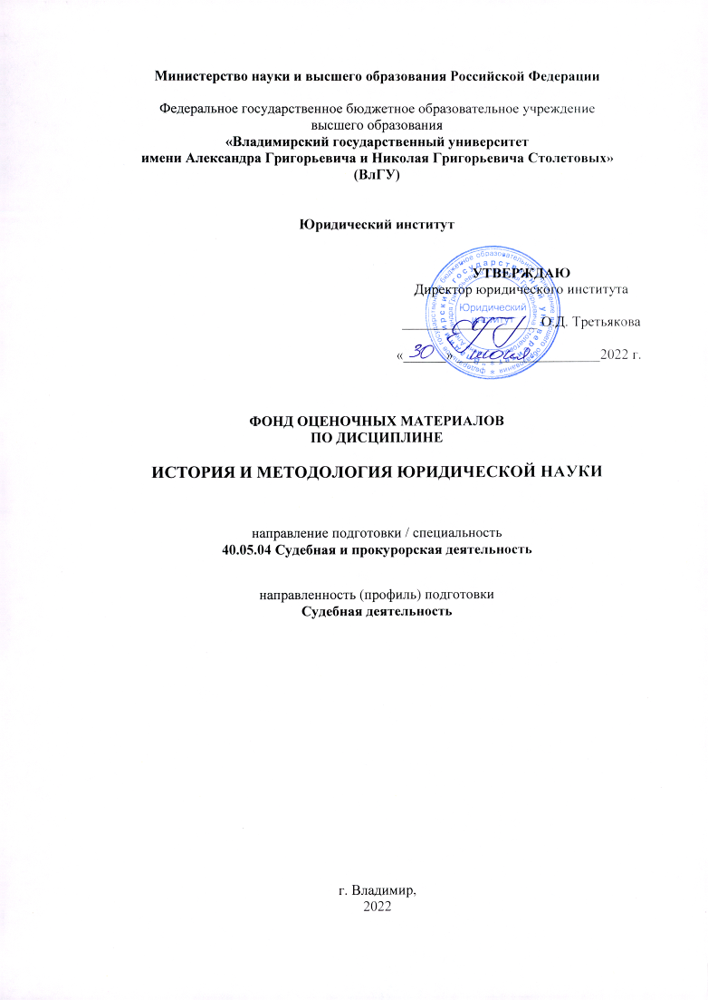 Министерство науки и высшего образования Российской Федерации
Федеральное государственное бюджетное образовательное учреждение
высшего образования
«Владимирский государственный университет
имени Александра Григорьевича и Николая Григорьевича Столетовых»
(ВлГУ)
Юридический институт
УТВЕРЖДАЮ
Директор юридического института
О.Д. Третьякова
Юридический
институт
« 30 » июня 2022 г.
ФОНД ОЦЕНОЧНЫХ МАТЕРИАЛОВ
ПО ДИСЦИПЛИНЕ
ИСТОРИЯ И МЕТОДОЛОГИЯ ЮРИДИЧЕСКОЙ НАУКИ
направление подготовки / специальность
40.05.04 Судебная и прокурорская деятельность
направленность (профиль) подготовки
Судебная деятельность
г. Владимир,
2022